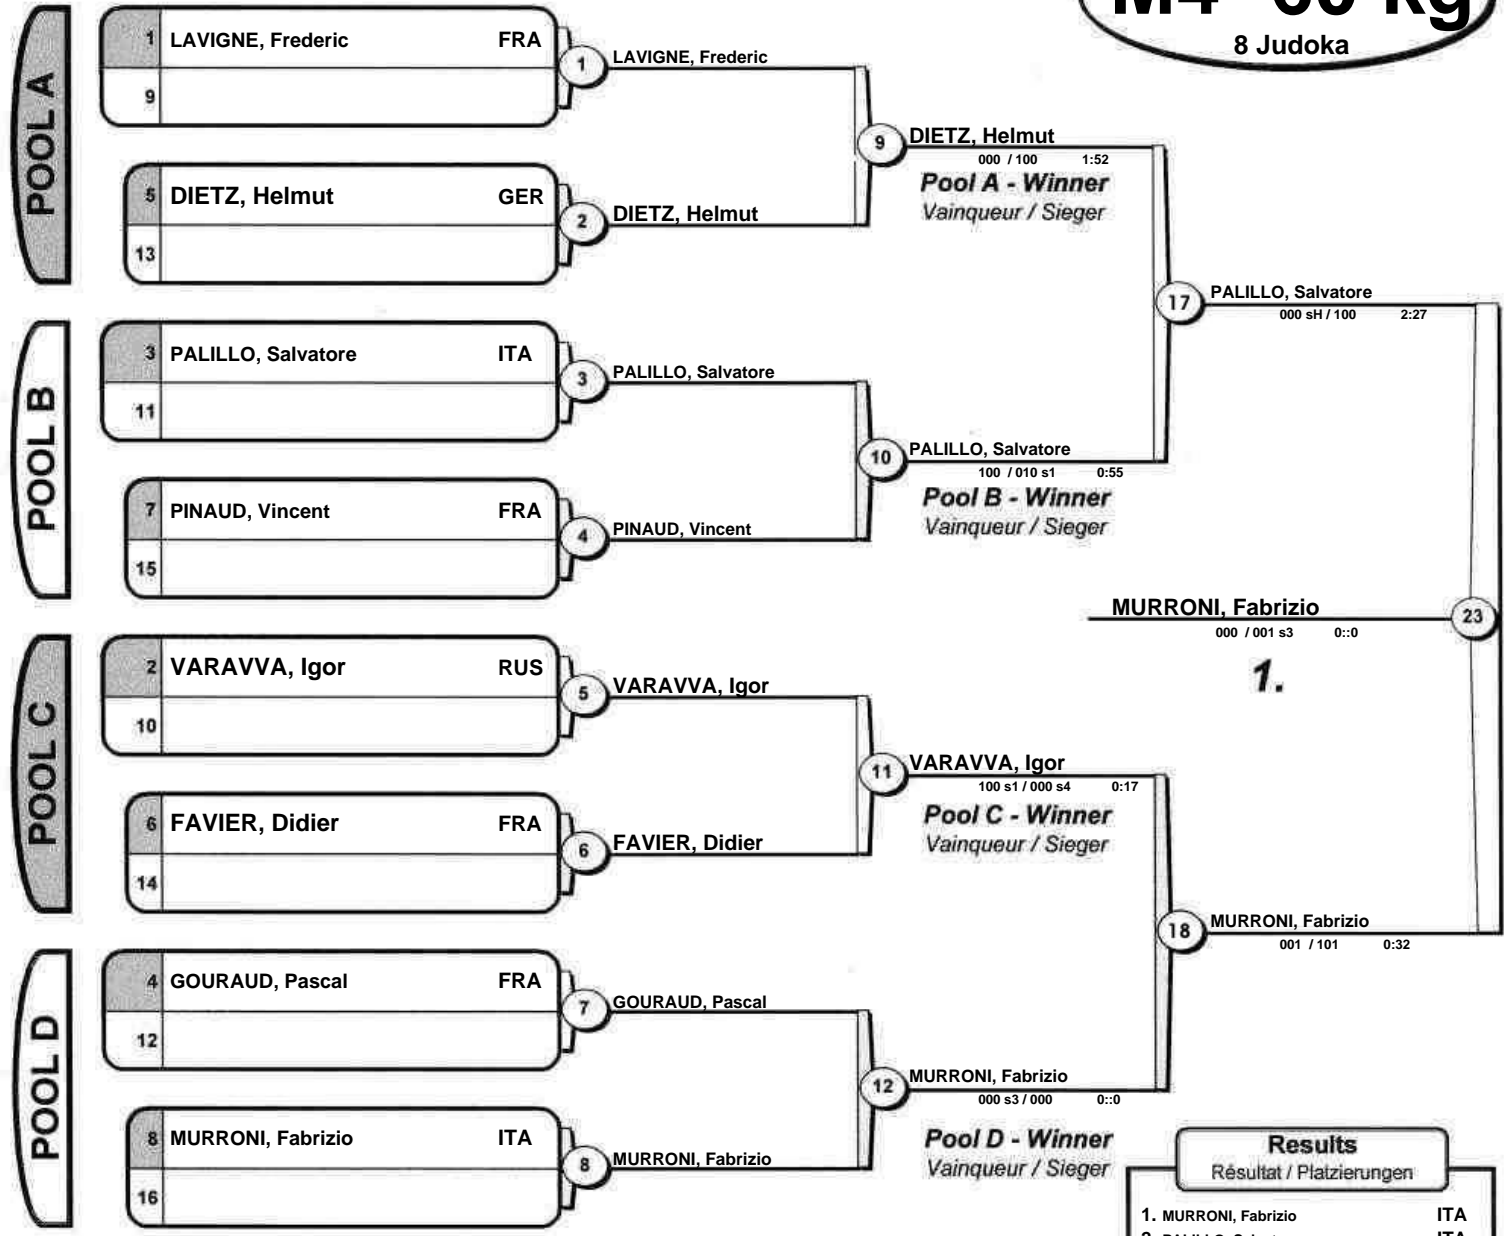 M4 -60 kg
8 Judoka
POOL A
1 LAVIGNE, Frederic FRA
9
5 DIETZ, Helmut GER
13
1 LAVIGNE, Frederic
2 DIETZ, Helmut
9 DIETZ, Helmut
000 / 100 1:52
Pool A - Winner
Vainqueur / Sieger
POOL B
3 PALILLO, Salvatore ITA
11
7 PINAUD, Vincent FRA
15
3 PALILLO, Salvatore
4 PINAUD, Vincent
10 PALILLO, Salvatore
100 / 010 s1 0:55
Pool B - Winner
Vainqueur / Sieger
17 PALILLO, Salvatore
000 sH / 100 2:27
MURRONI, Fabrizio 23
000 / 001 s3 0::0
1.
POOL C
2 VARAVVA, Igor RUS
10
6 FAVIER, Didier FRA
14
5 VARAVVA, Igor
6 FAVIER, Didier
11 VARAVVA, Igor
100 s1 / 000 s4 0:17
Pool C - Winner
Vainqueur / Sieger
POOL D
4 GOURAUD, Pascal FRA
12
8 MURRONI, Fabrizio ITA
16
7 GOURAUD, Pascal
8 MURRONI, Fabrizio
12 MURRONI, Fabrizio
000 s3 / 000 0::0
Pool D - Winner
Vainqueur / Sieger
18 MURRONI, Fabrizio
001 / 101 0:32
Results
Résultat / Platzierungen
1. MURRONI, Fabrizio ITA